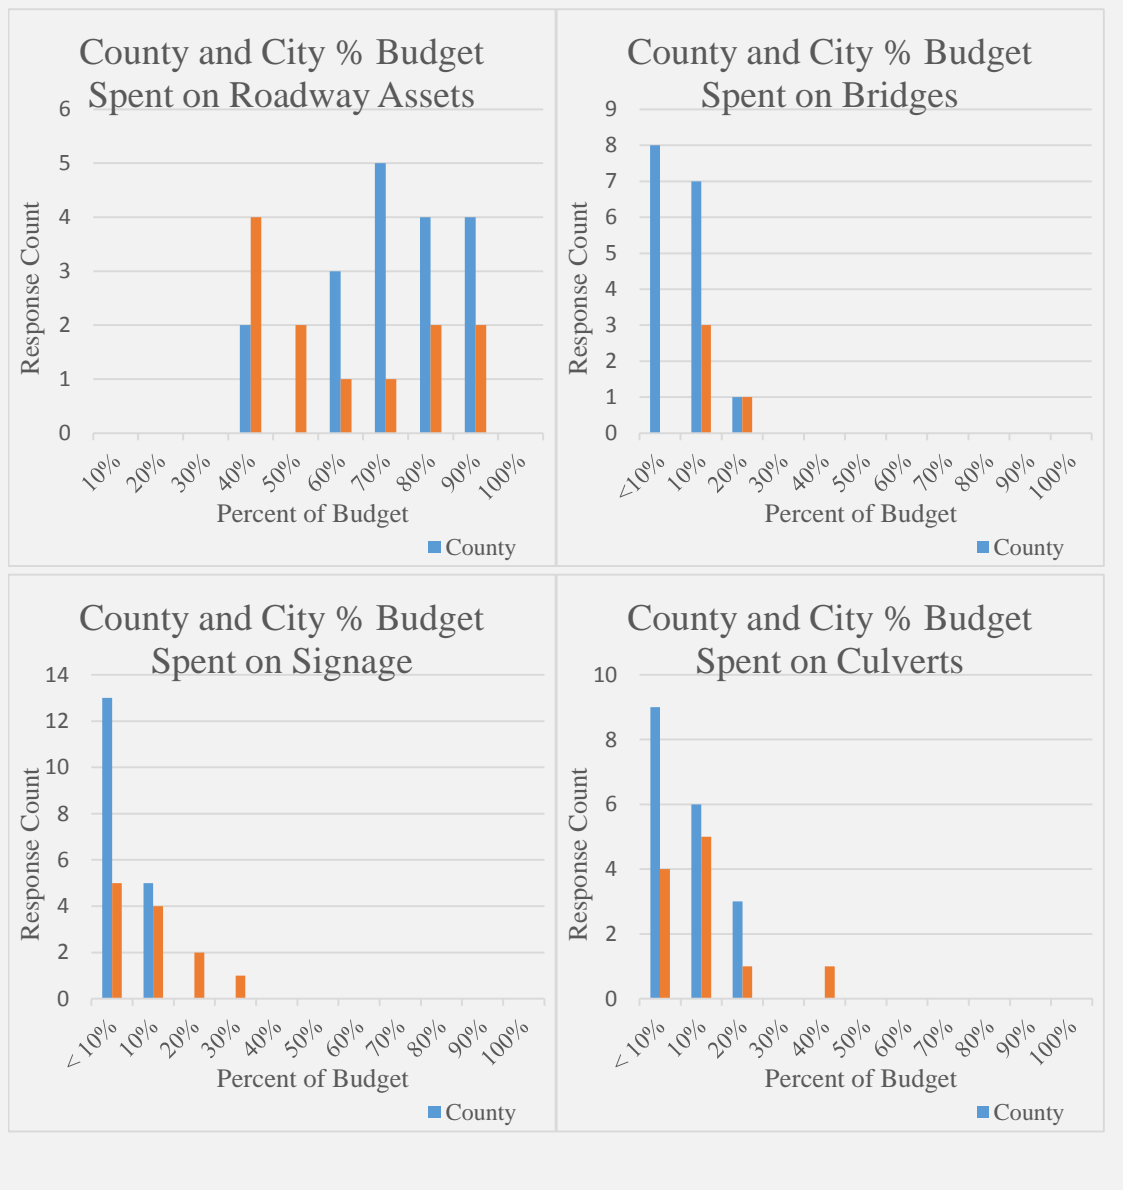 County and City % Budget
Spent on Roadway Assets
6
5
4
3
2
1
0
Response Count
10% 20% 30% 40% 50% 60% 70% 80% 90% 100%
Percent of Budget
County
County and City % Budget
Spent on Bridges
9
8
7
6
5
4
3
2
1
0
Response Count
<10% 10% 20% 30% 40% 50% 60% 70% 80% 90% 100%
Percent of Budget
County
County and City % Budget
Spent on Signage
14
12
10
8
6
4
2
0
Response Count
< 10% 10% 20% 30% 40% 50% 60% 70% 80% 90% 100%
Percent of Budget
County
County and City % Budget
Spent on Culverts
10
8
6
4
2
0
Response Count
< 10% 10% 20% 30% 40% 50% 60% 70% 80% 90% 100%
Percent of Budget
County